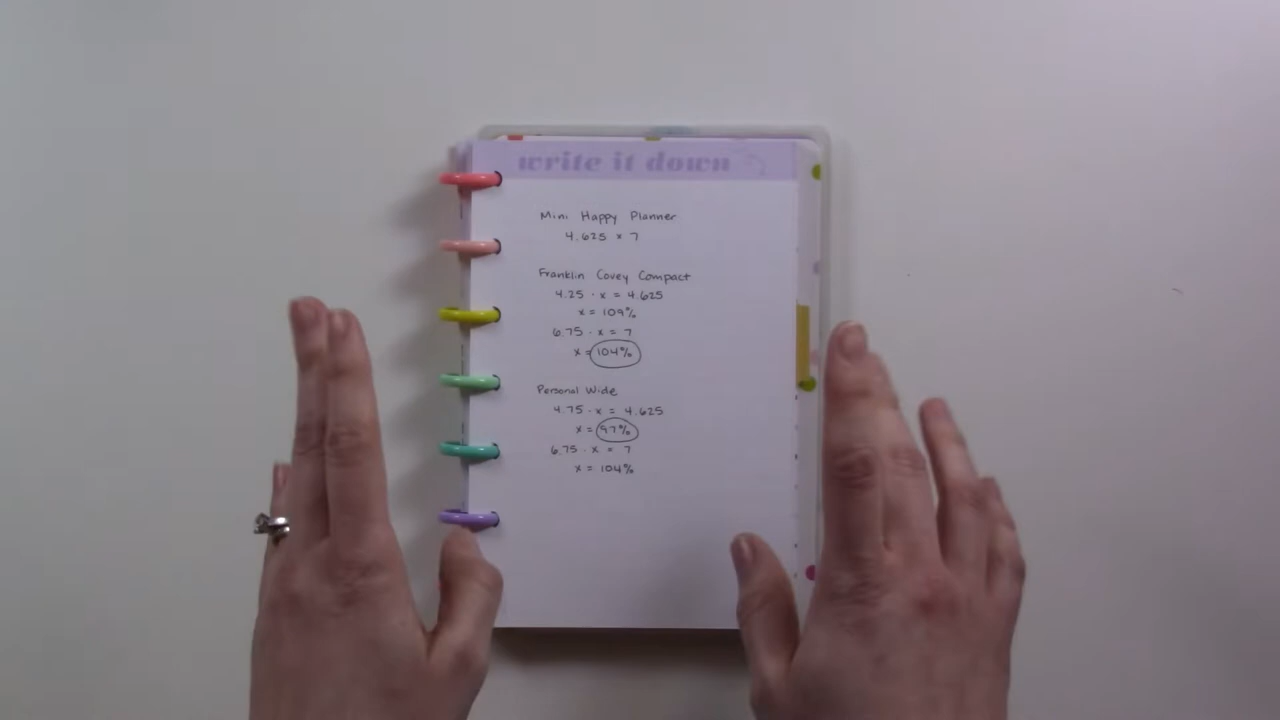 write it down
Mini Happy Planner
4.625 x 7
Franklin Covey Compact
4.25 · x = 4.625
x = 109%
6.75 · x = 7
x = 104%
Personal Wide
4.75 · x = 4.625
x = 97%
6.75 · x = 7
x = 104%